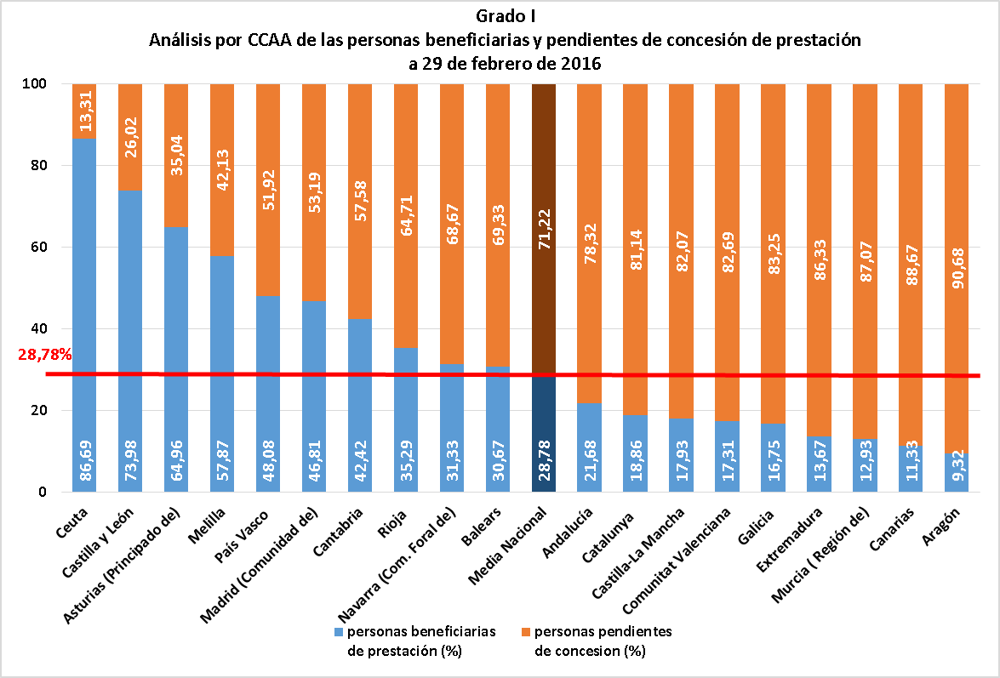 Grado I
Análisis por CCAA de las personas beneficiarias y pendientes de concesión de prestación
a 29 de febrero de 2016
100
80
60
40
20
0
28,78%
13,31
26,02
35,04
42,13
51,92
53,19
57,58
64,71
68,67
69,33
71,22
78,32
81,14
82,07
82,69
83,25
86,33
87,07
88,67
90,68
86,69
73,98
64,96
57,87
48,08
46,81
42,42
35,29
31,33
30,67
28,78
21,68
18,86
17,93
17,31
16,75
13,67
12,93
11,33
9,32
Ceuta
Castilla y León
Asturias (Principado de)
Melilla
País Vasco
Madrid (Comunidad de)
Cantabria
Rioja
Navarra (Com. Foral de)
Balears
Media Nacional
Andalucía
Catalunya
Castilla-La Mancha
Comunitat Valenciana
Galicia
Extremadura
Murcia ( Región de)
Canarias
Aragón
personas beneficiarias
de prestación (%)
personas pendientes
de concesion (%)